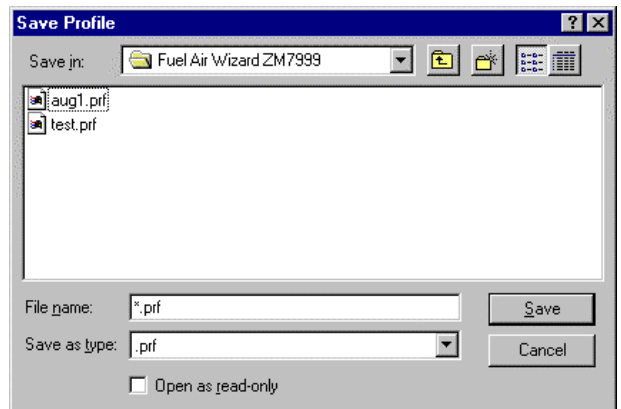 Save Profile
Save in: Fuel Air Wizard ZM7999
aug1.prf
test.prf
File name: *.prf Save
Save as type: .prf Cancel
Open as read-only